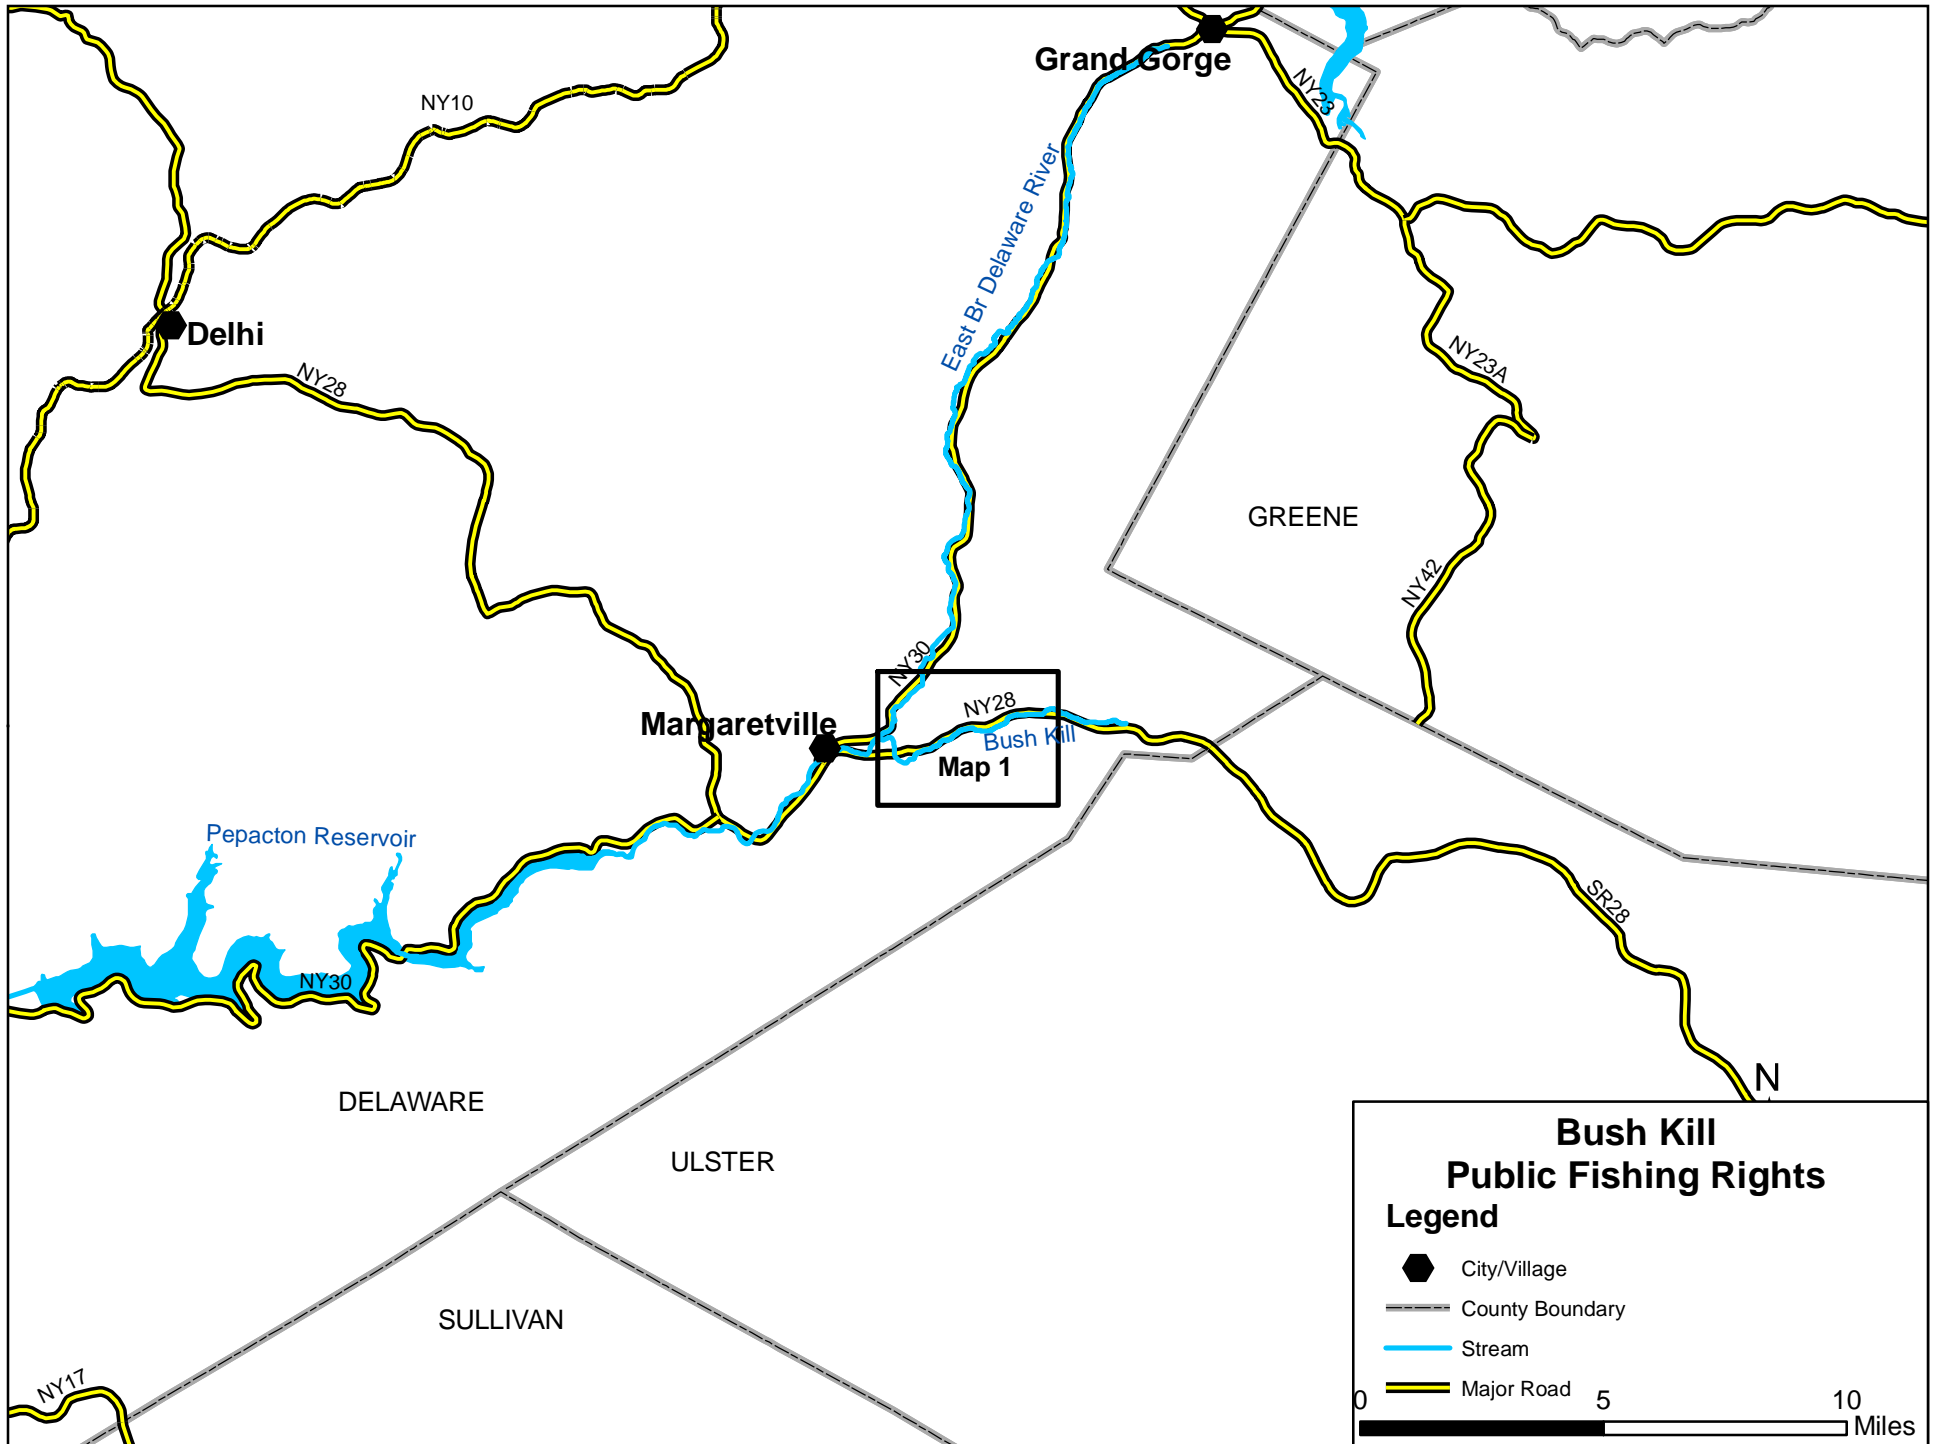 Grand Gorge
NY23
NY10
East Br Delaware River
Delhi
NY28
NY23A
GREENE
NY42
NY30
NY28
Margaretville
Bush Kill
Map 1
Pepacton Reservoir
SR28
NY30
N
DELAWARE
ULSTER
SULLIVAN
NY17
Bush Kill
Public Fishing Rights
Legend
City/Village
County Boundary
Stream
Major Road
0 5 10
Miles